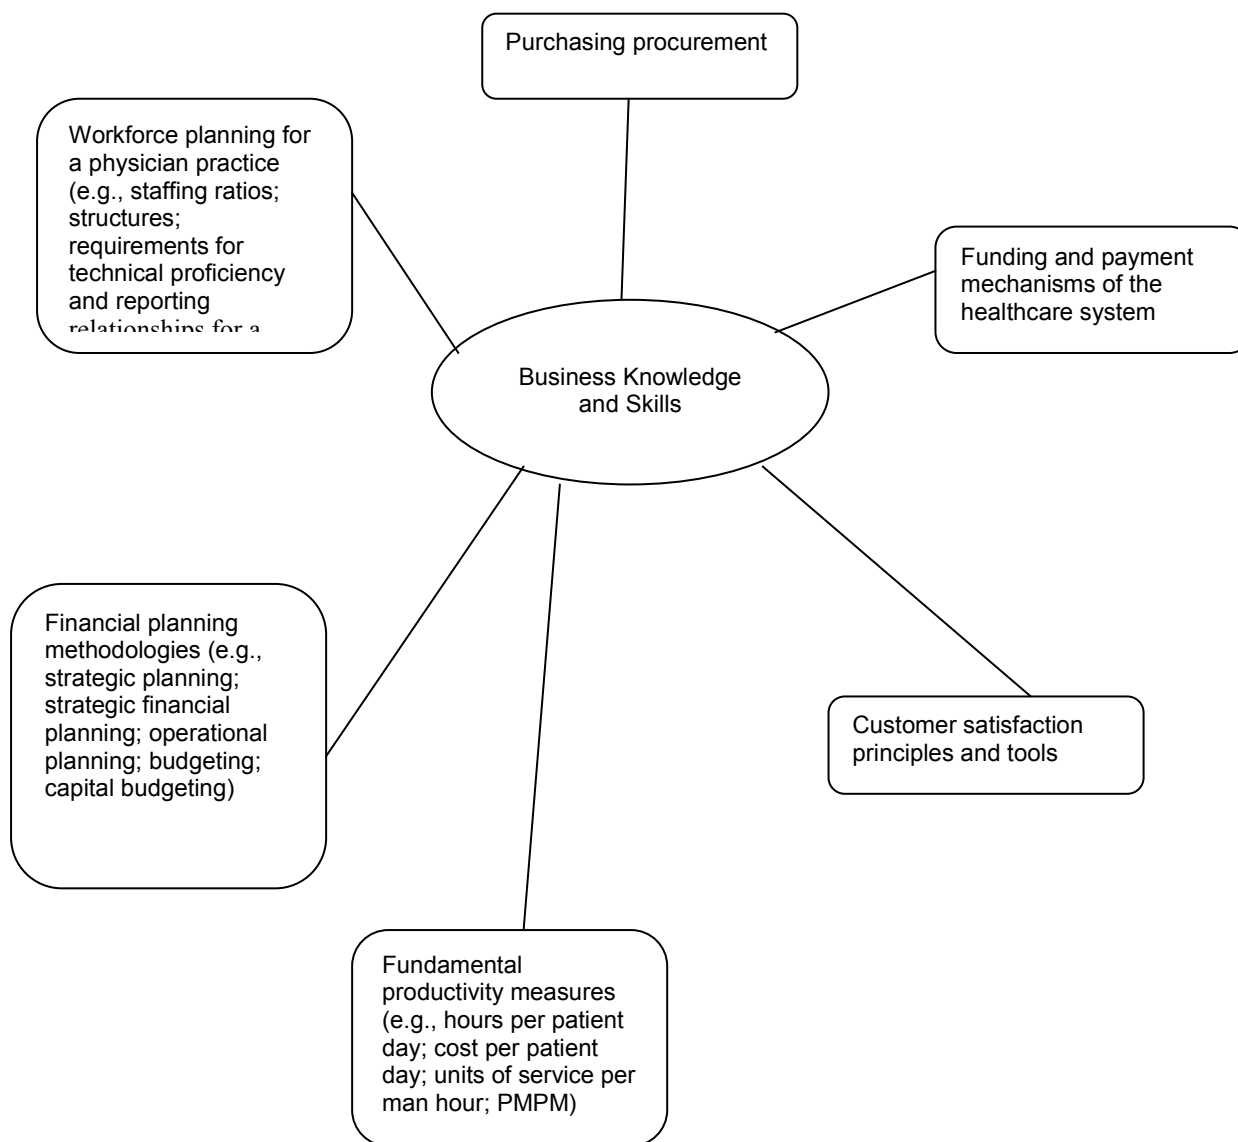 Purchasing procurement
Workforce planning for
a physician practice
(e.g., staffing ratios;
structures;
requirements for
technical proficiency
and reporting
relationships for a
Funding and payment
mechanisms of the
healthcare system
Business Knowledge
and Skills
Financial planning
methodologies (e.g.,
strategic planning;
strategic financial
planning; operational
planning; budgeting;
capital budgeting)
Customer satisfaction
principles and tools
Fundamental
productivity measures
(e.g., hours per patient
day; cost per patient
day; units of service per
man hour; PMPM)